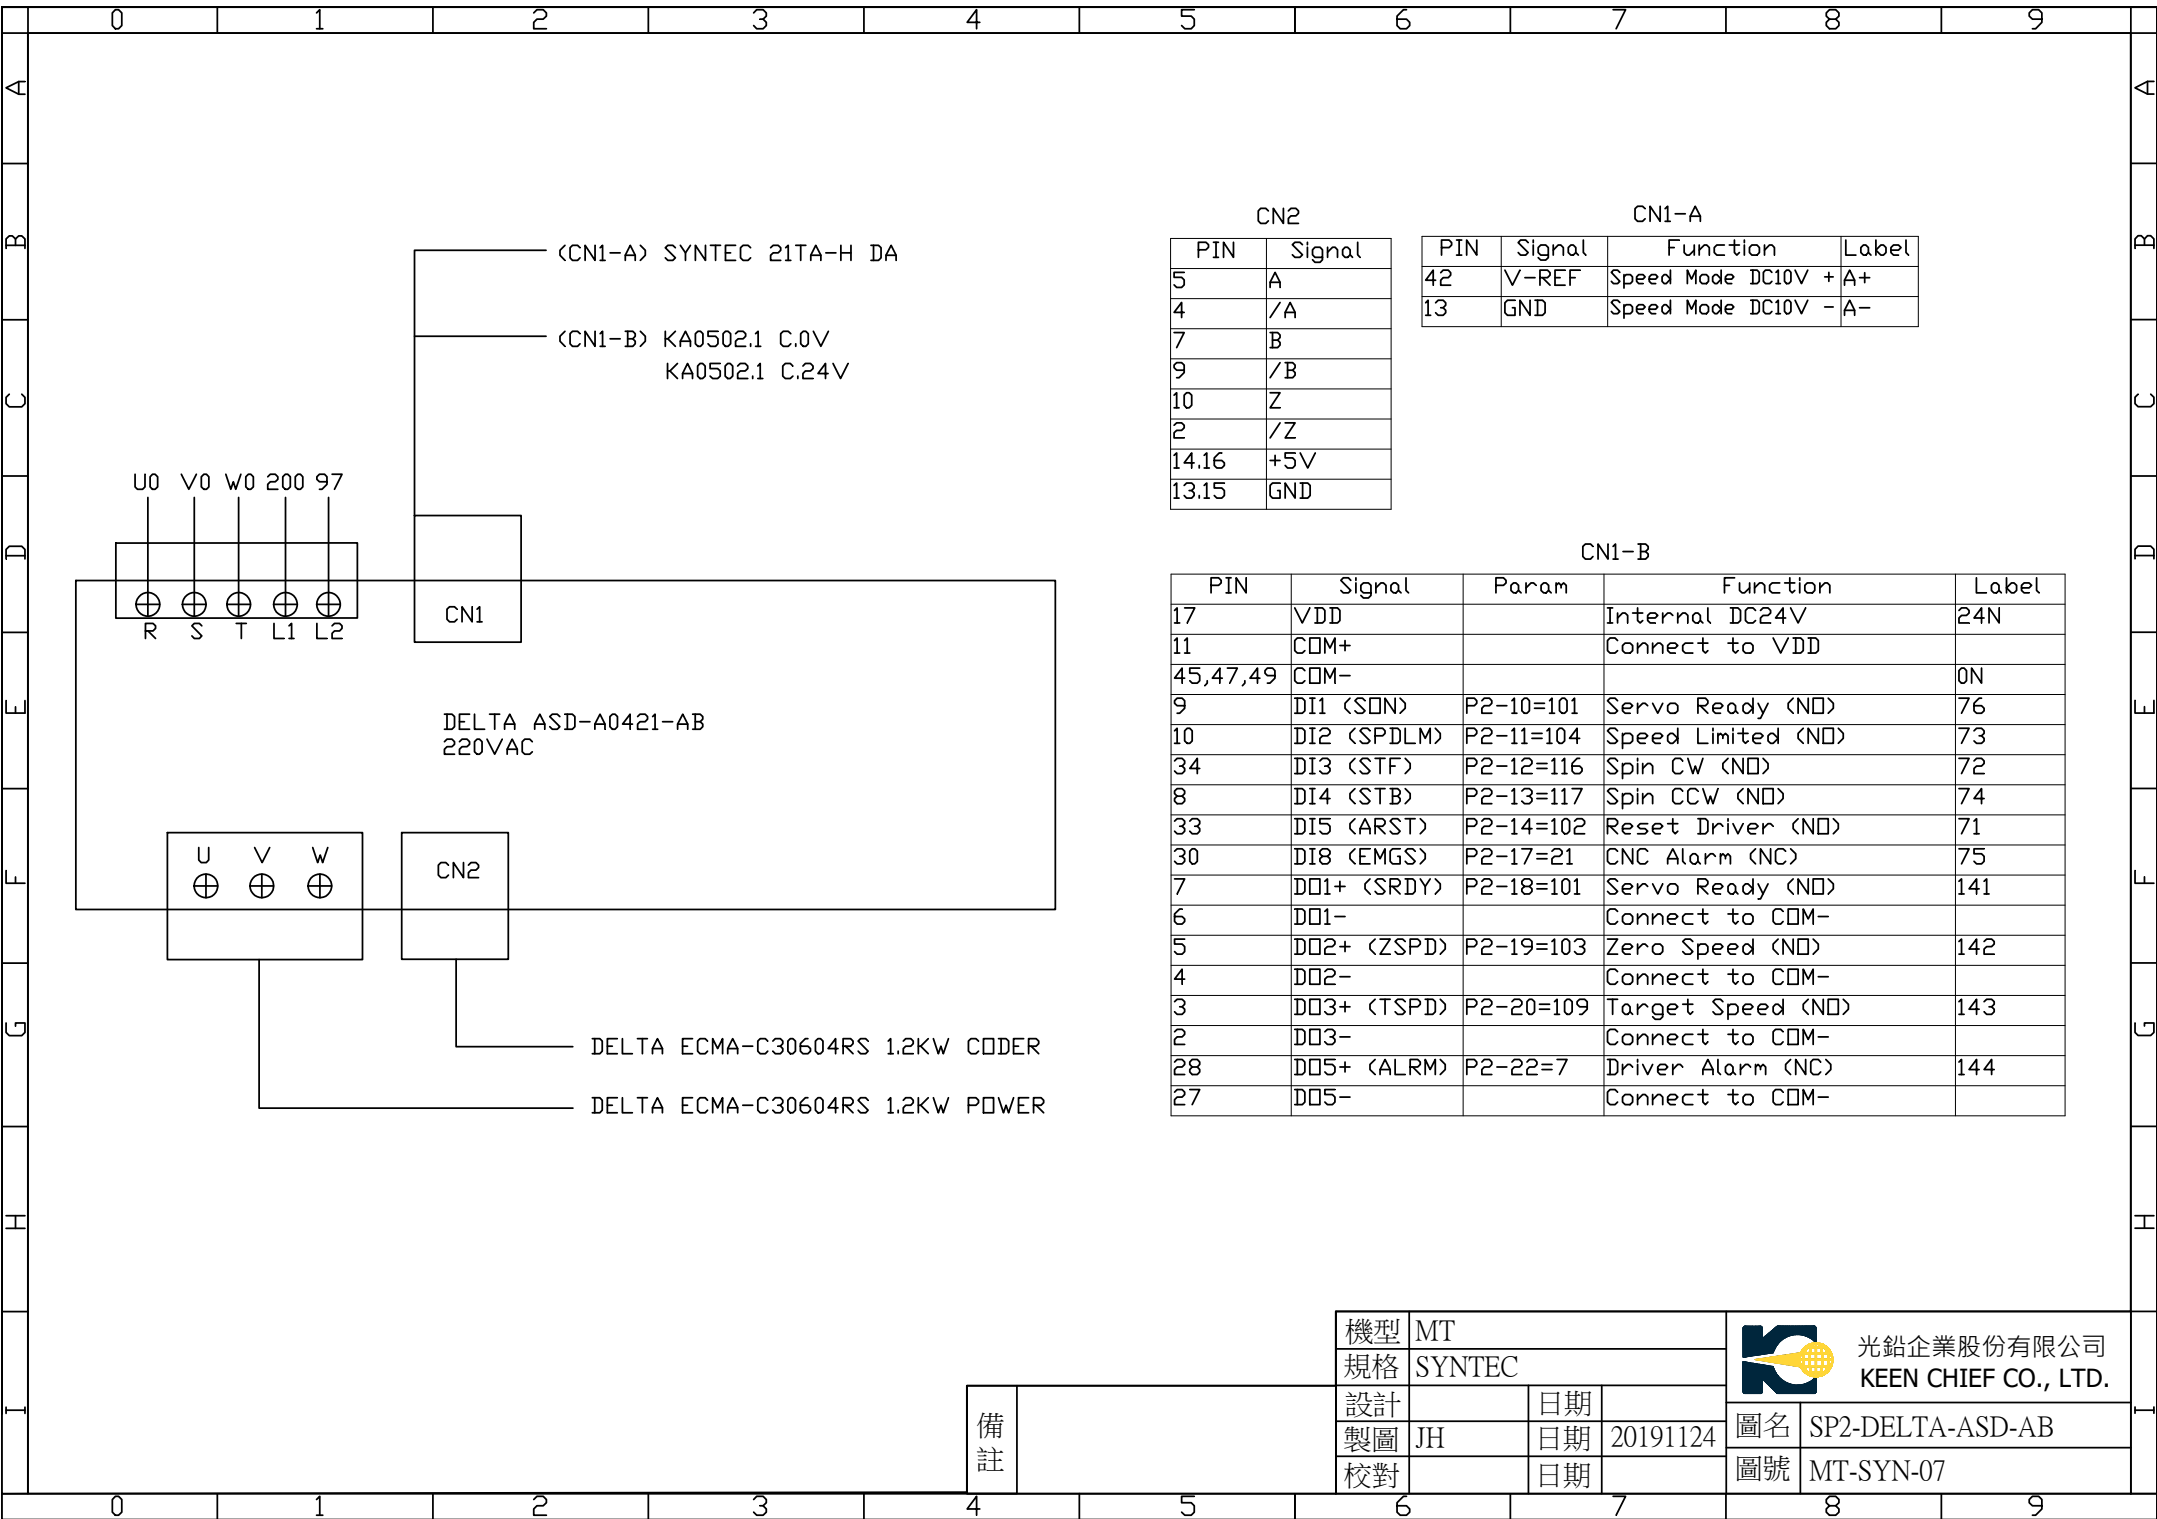 0 1 2 3 4 5 6 7 8 9
A A
B B
C C
D D
E E
F F
G G
H H
I I
(CN1-A) SYNTEC 21TA-H DA
(CN1-B) KA0502.1 C.0V
KA0502.1 C.24V
U0 V0 W0 200 97
R S T L1 L2
CN1
DELTA ASD-A0421-AB
220VAC
U V W
CN2
DELTA ECMA-C30604RS 1.2KW CODER
DELTA ECMA-C30604RS 1.2KW POWER
CN2
PIN Signal
5 A
4 /A
7 B
9 /B
10 Z
2 /Z
14.16 +5V
13.15 GND
CN1-A
PIN Signal Function Label
42 V-REF Speed Mode DC10V + A+
13 GND Speed Mode DC10V - A-
CN1-B
PIN Signal Param Function Label
17 VDD Internal DC24V 24N
11 COM+ Connect to VDD
45,47,49 COM- 0N
9 DI1 (SON) P2-10=101 Servo Ready (NO) 76
10 DI2 (SPDLM) P2-11=104 Speed Limited (NO) 73
34 DI3 (STF) P2-12=116 Spin CW (NO) 72
8 DI4 (STB) P2-13=117 Spin CCW (NO) 74
33 DI5 (ARST) P2-14=102 Reset Driver (NO) 71
30 DI8 (EMGS) P2-17=21 CNC Alarm (NC) 75
7 DO1+ (SRDY) P2-18=101 Servo Ready (NO) 141
6 DO1- Connect to COM-
5 DO2+ (ZSPD) P2-19=103 Zero Speed (NO) 142
4 DO2- Connect to COM-
3 DO3+ (TSPD) P2-20=109 Target Speed (NO) 143
2 DO3- Connect to COM-
28 DO5+ (ALRM) P2-22=7 Driver Alarm (NC) 144
27 DO5- Connect to COM-
備註
機型 MT
規格 SYNTEC
設計 日期
製圖 JH 日期 20191124
校對 日期
KC
光鉛企業股份有限公司
KEEN CHIEF CO., LTD.
圖名 SP2-DELTA-ASD-AB
圖號 MT-SYN-07
0 1 2 3 4 5 6 7 8 9